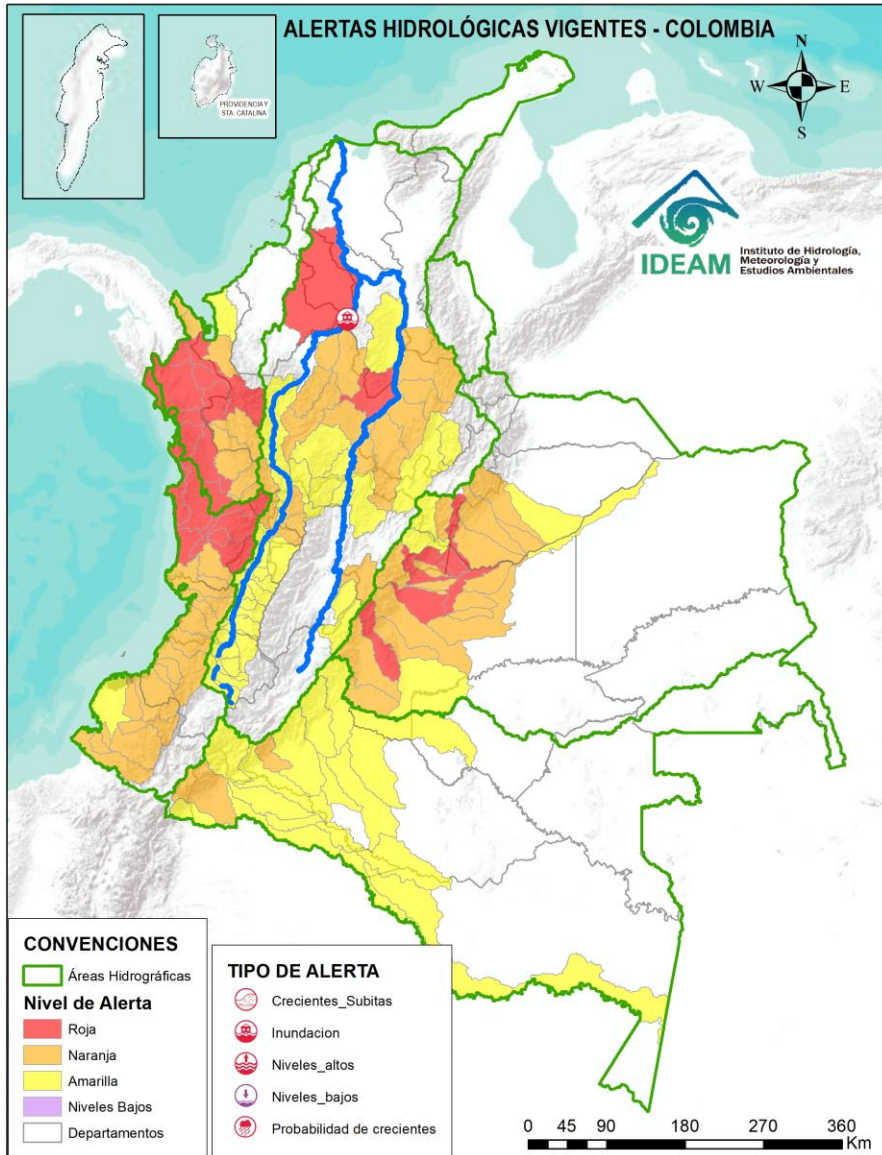 ALERTAS HIDROLÓGICAS VIGENTES - COLOMBIA
PROVIDENCIA Y
STA. CATALINA
N
W
E
S
IDEAM
Instituto de Hidrología,
Meteorología y
Estudios Ambientales
CONVENCIONES
Áreas Hidrográficas
Nivel de Alerta
Roja
Naranja
Amarilla
Niveles Bajos
Departamentos
TIPO DE ALERTA
Crecientes_Subitas
Inundacion
Niveles_altos
Niveles_bajos
Probabilidad de crecientes
0 45 90 180 270 360
Km